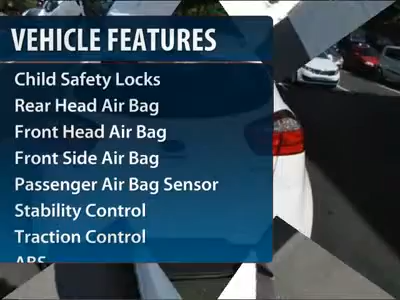 VEHICLE FEATURES
Child Safety Locks
Rear Head Air Bag
Front Head Air Bag
Front Side Air Bag
Passenger Air Bag Sensor
Stability Control
Traction Control
ABS